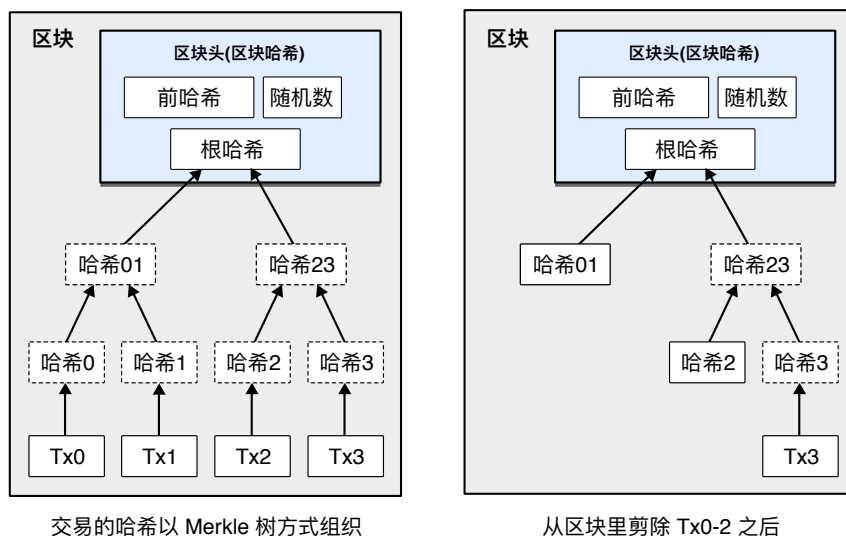 区块
区块头(区块哈希)
前哈希
随机数
根哈希
哈希01
哈希23
哈希0
哈希1
哈希2
哈希3
Tx0
Tx1
Tx2
Tx3
交易的哈希以 Merkle 树方式组织
区块
区块头(区块哈希)
前哈希
随机数
根哈希
哈希01
哈希23
哈希2
哈希3
Tx3
从区块里剪除 Tx0-2 之后